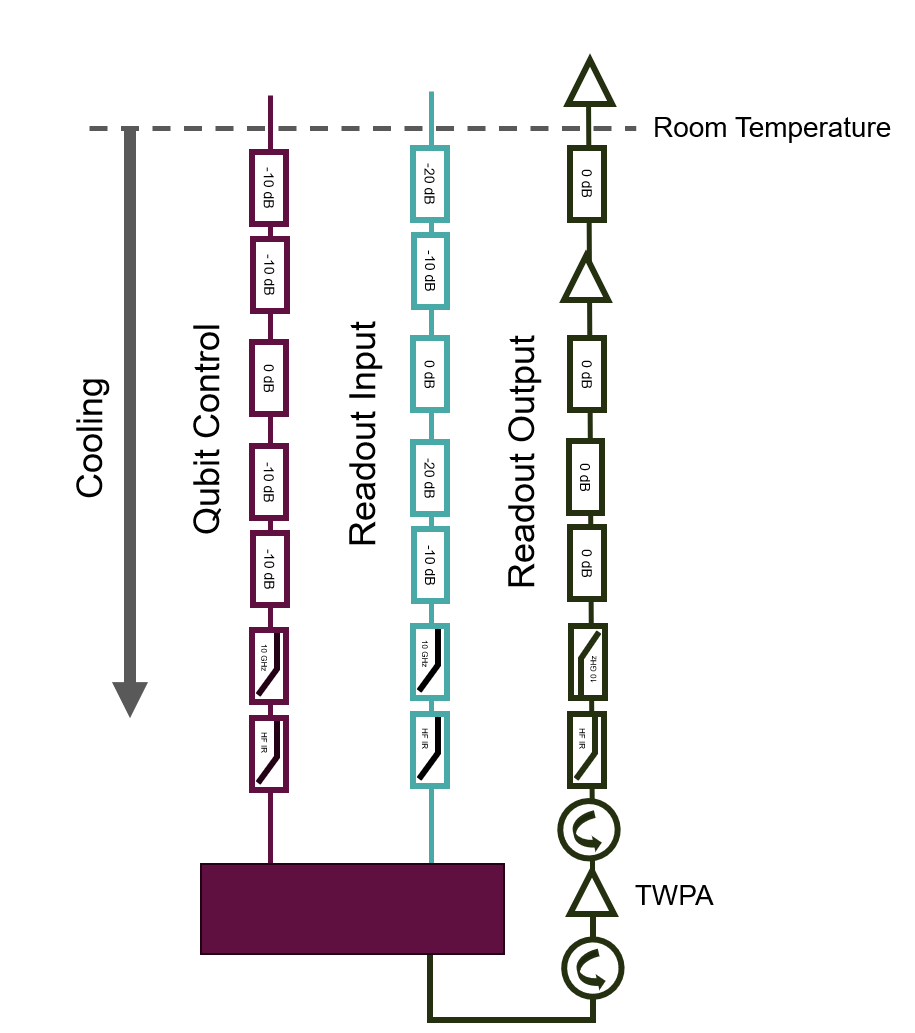 Room Temperature
Cooling
Qubit Control
-10 dB
-10 dB
0 dB
-10 dB
-10 dB
10 GHz
HF IR
Readout Input
-20 dB
-10 dB
0 dB
-20 dB
-10 dB
10 GHz
HF IR
Readout Output
0 dB
0 dB
0 dB
0 dB
10 GHz
HF IR
TWPA